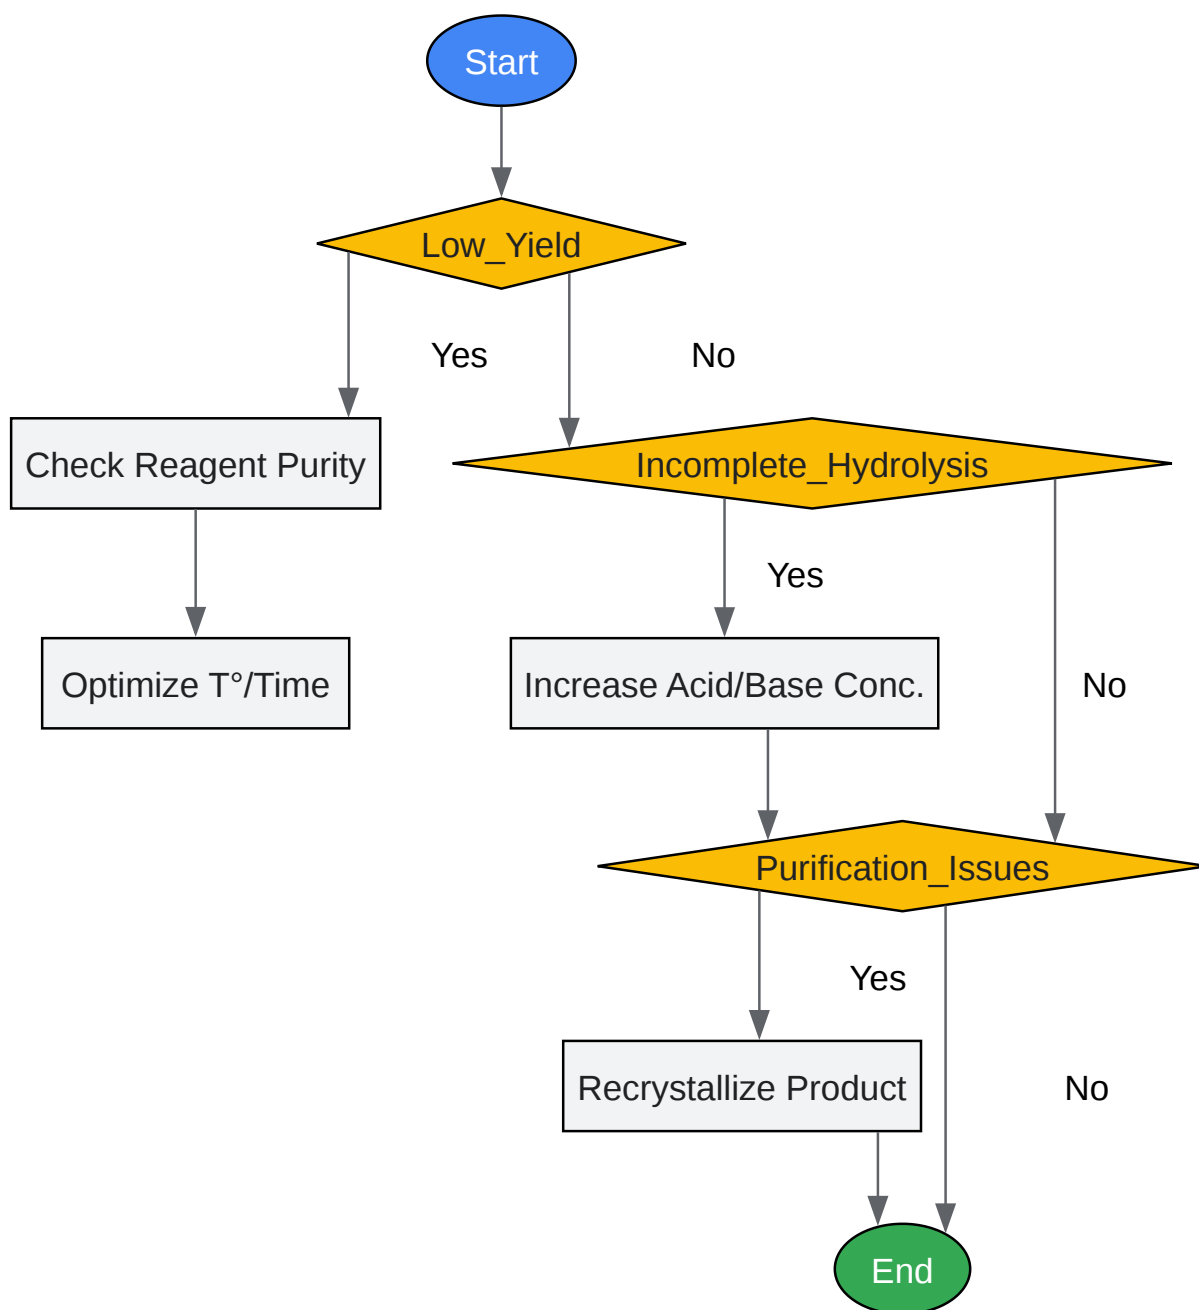 Start
Low_Yield
Yes
No
Check Reagent Purity
Incomplete_Hydrolysis
Yes
Optimize T°/Time
Increase Acid/Base Conc.
No
Purification_Issues
Yes
Recrystallize Product
No
End